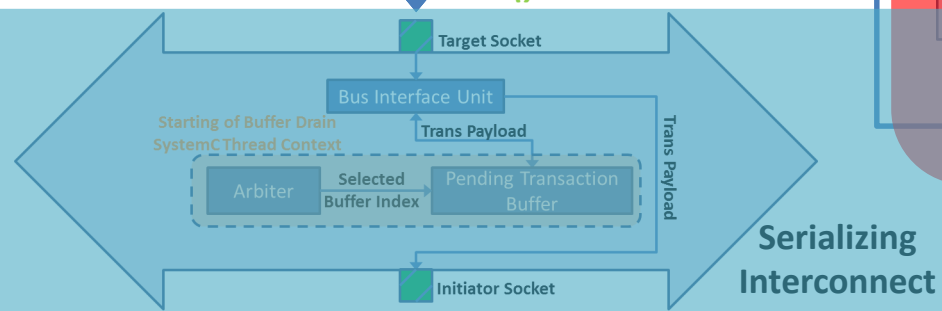 Target Socket
Bus Interface Unit
Starting of Buffer Drain
SystemC Thread Context
Trans Payload
Trans Payload
Arbiter
Selected
Buffer Index
Pending Transaction
Buffer
Serializing
Interconnect
Initiator Socket